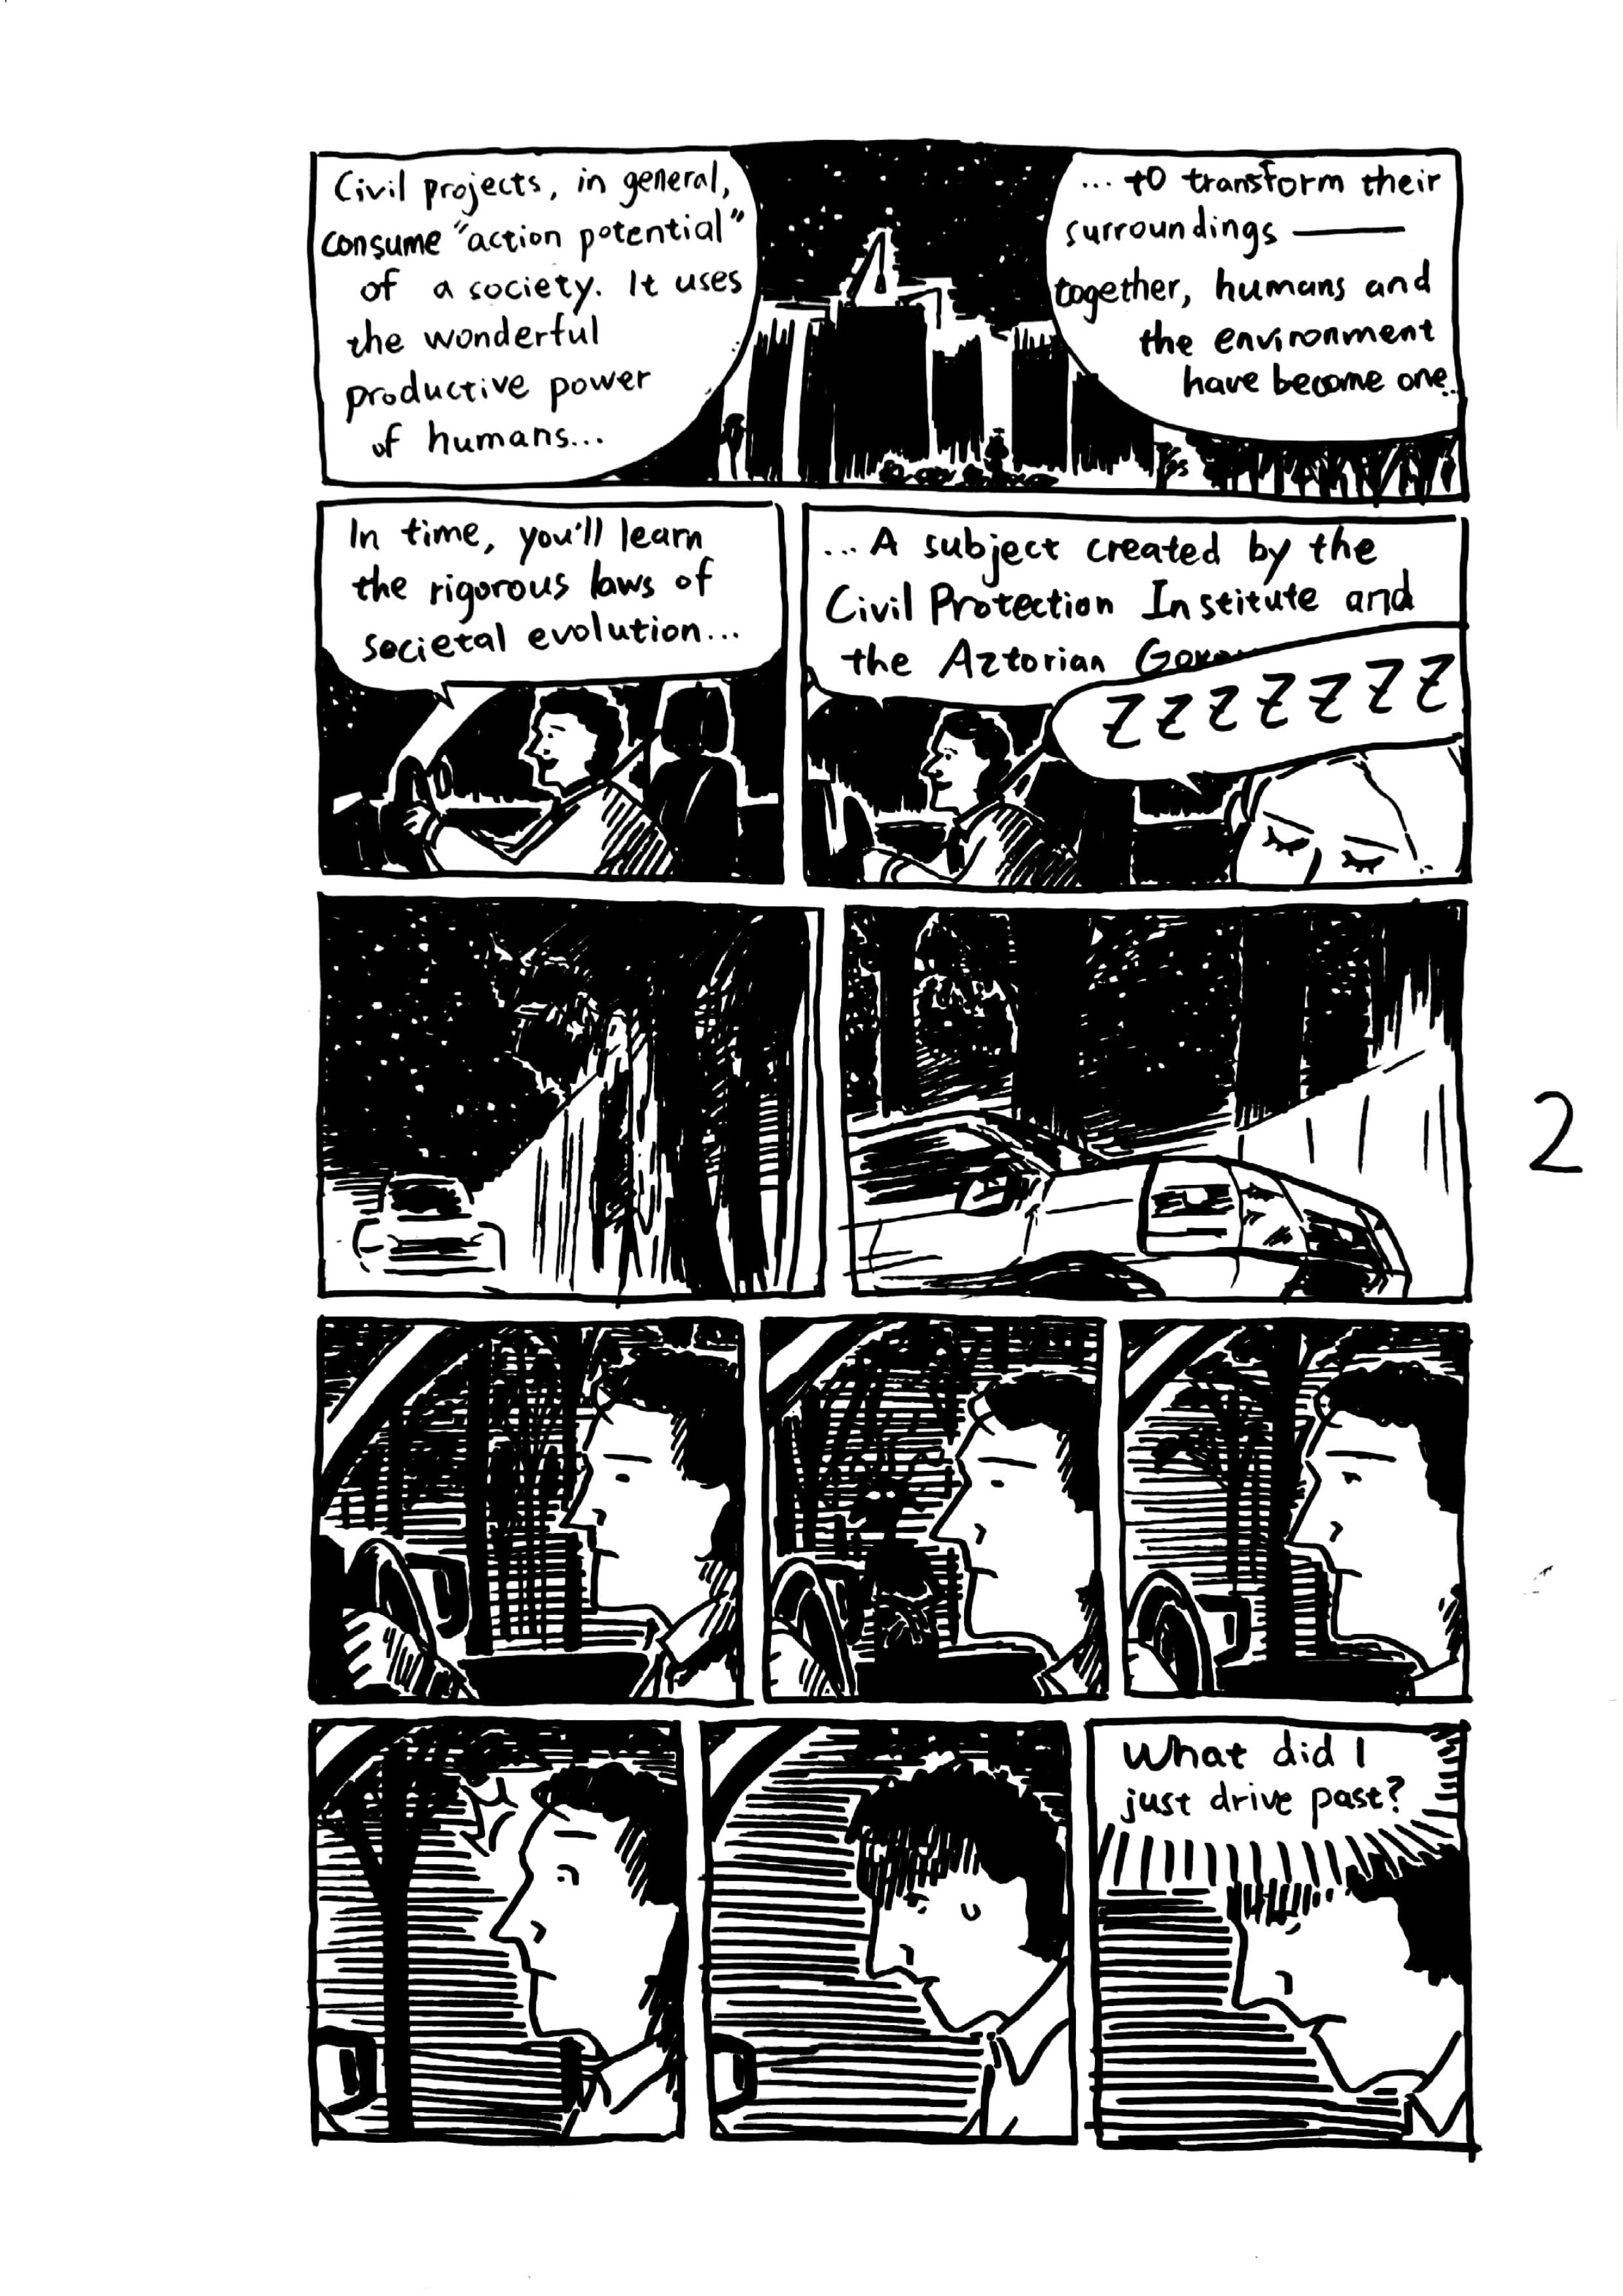 Civil projects, in general,
consume "action potential"
of a society. It uses
the wonderful
productive power
of humans...
... to transform their
surroundings ——
together, humans and
the environment
have become one.
In time, you'll learn
the rigorous laws of
societal evolution...
... A subject created by the
Civil Protection Institute and
the Aztorian
ZZZZZZZ
2
What did I
just drive past?